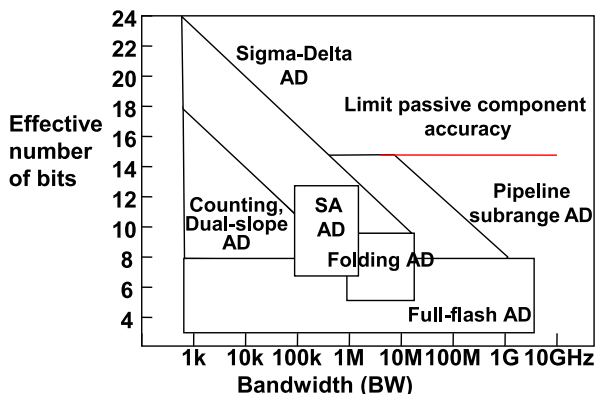 24
22
20
18
16
14
12
10
8
6
4
Effective
number
of bits
Sigma-Delta
AD
Limit passive component
accuracy
Counting,
Dual-slope
AD
SA
AD
Pipeline
subrange AD
Folding AD
Full-flash AD
1k 10k 100k 1M 10M 100M 1G 10GHz
Bandwidth (BW)